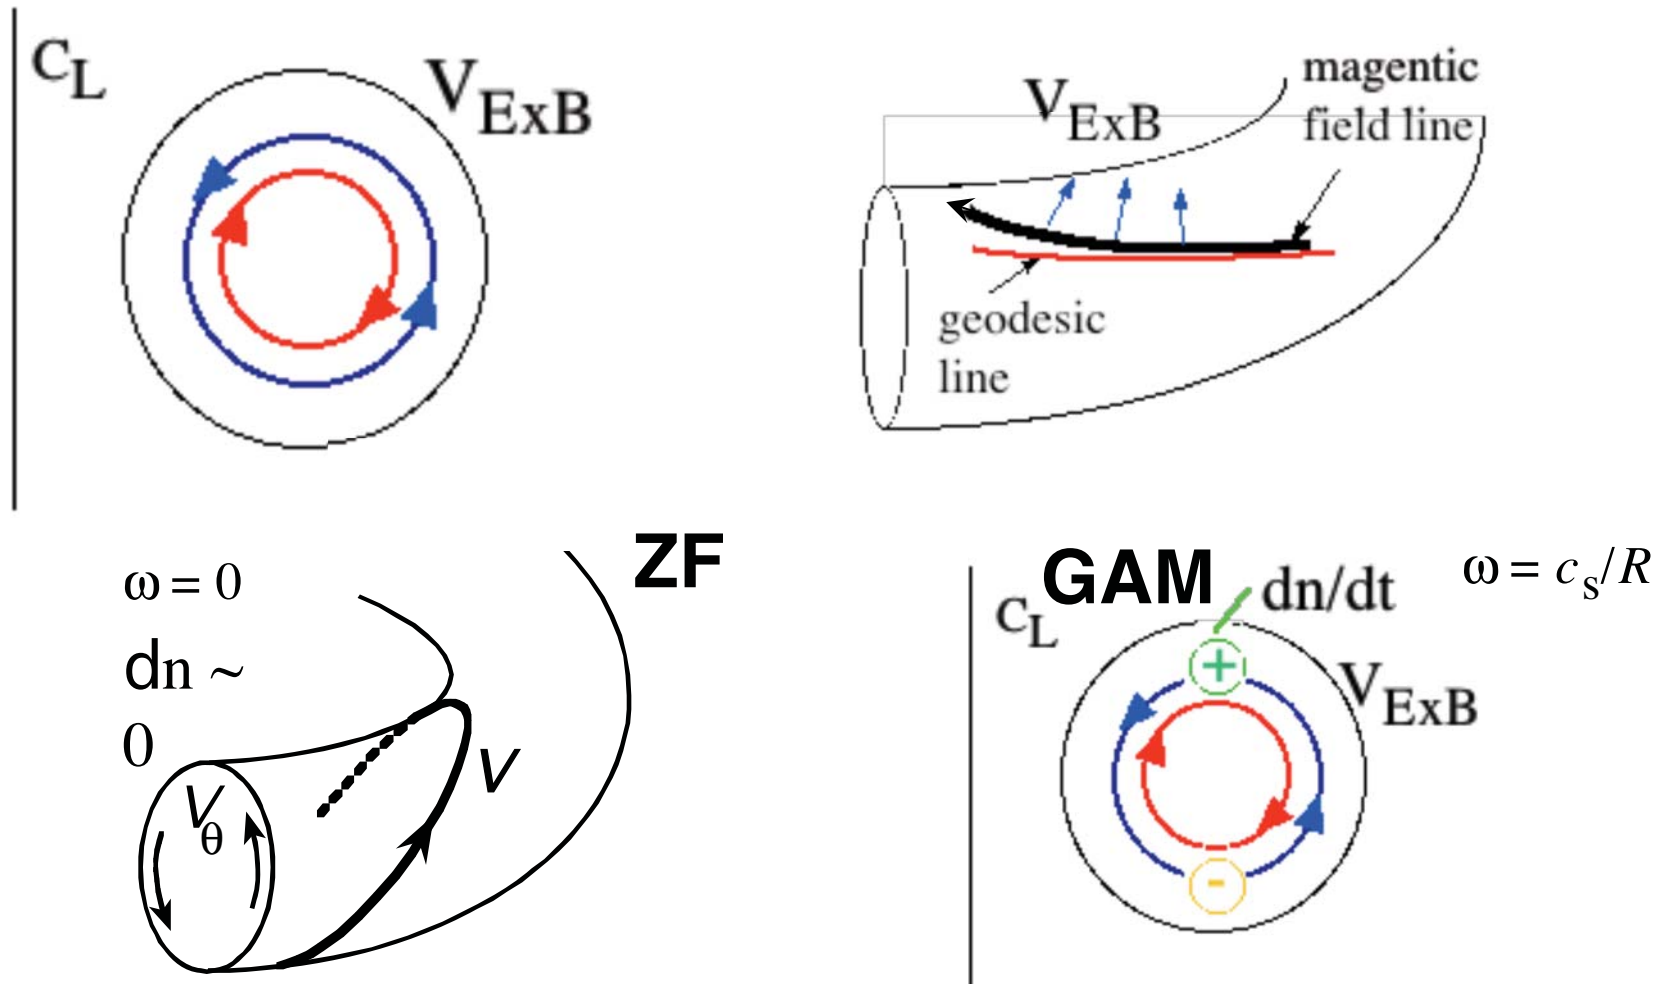 CL
VExB
VExB
magentic
field line
geodesic
line
ω = 0
ZF
dn ~
0
Vθ
V
GAM
ω = cs/R
dn/dt
CL
+
VExB
-